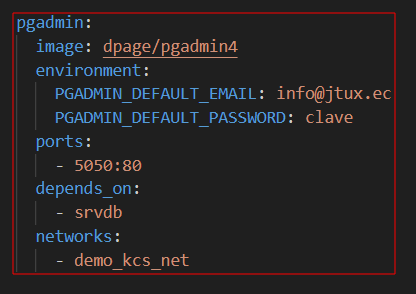 pgadmin:
  image: dpage/pgadmin4
  environment:
    PGADMIN_DEFAULT_EMAIL: info@jtux.ec
    PGADMIN_DEFAULT_PASSWORD: clave
  ports:
    - 5050:80
  depends_on:
    - srvdb
  networks:
    - demo_kcs_net